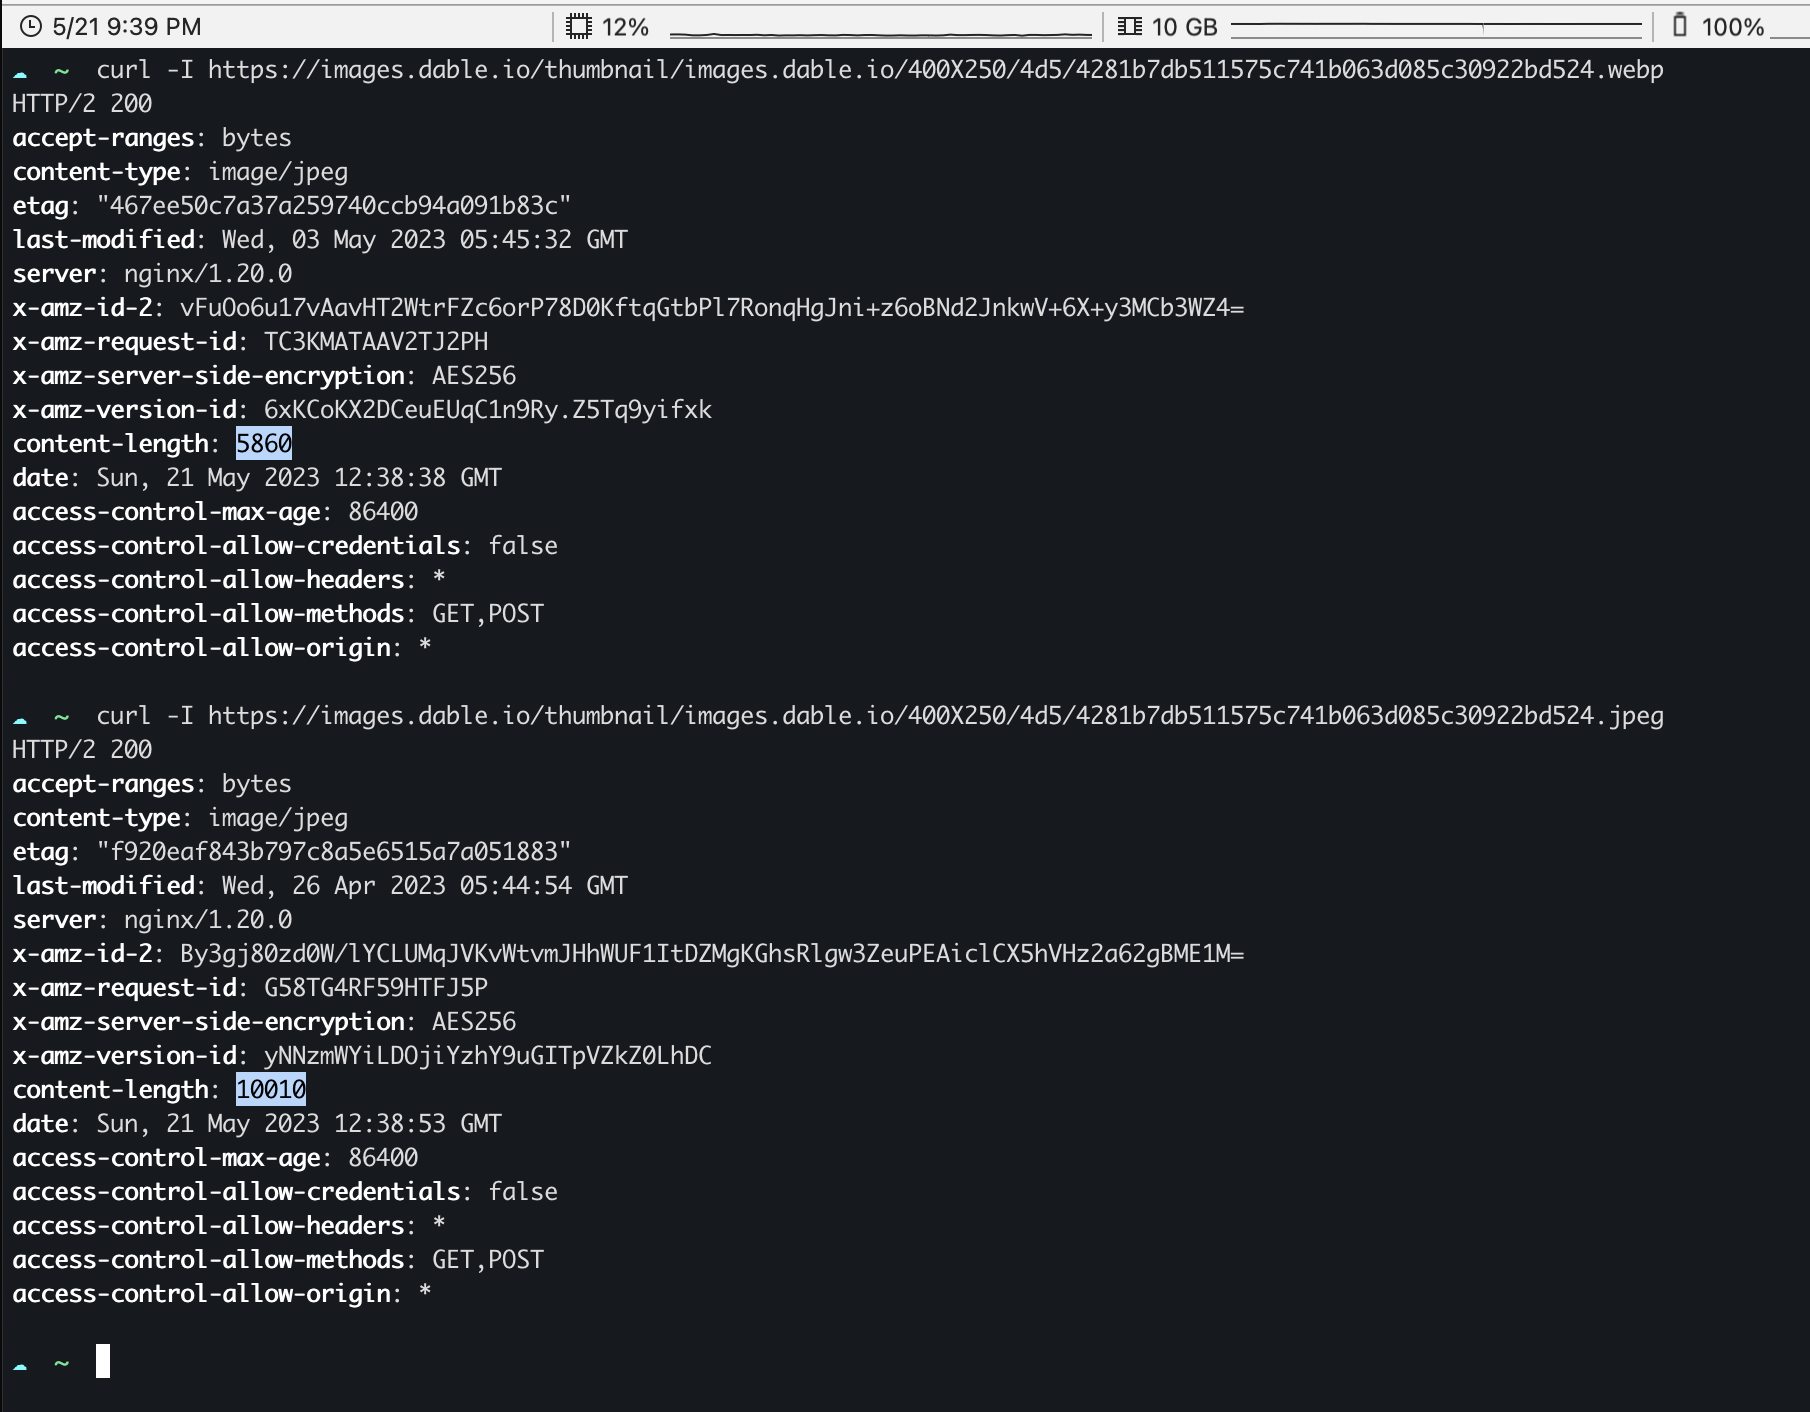 5/21 9:39 PM 12% 10 GB 100%
~ curl -I https://images.dable.io/thumbnail/images.dable.io/400X250/4d5/4281b7db511575c741b063d085c30922bd524.webp
HTTP/2 200
accept-ranges: bytes
content-type: image/jpeg
etag: "467ee50c7a37a259740ccb94a091b83c"
last-modified: Wed, 03 May 2023 05:45:32 GMT
server: nginx/1.20.0
x-amz-id-2: vFuOo6u17vAavHT2WtrFZc6orP78D0KftqGtbPl7RonqHgJni+z6oBNd2JnkwV+6X+y3MCb3WZ4=
x-amz-request-id: TC3KMATAAV2TJ2PH
x-amz-server-side-encryption: AES256
x-amz-version-id: 6xKCoKX2DCeuEUqC1n9Ry.Z5Tq9yifxk
content-length: 5860
date: Sun, 21 May 2023 12:38:38 GMT
access-control-max-age: 86400
access-control-allow-credentials: false
access-control-allow-headers: *
access-control-allow-methods: GET,POST
access-control-allow-origin: *
~ curl -I https://images.dable.io/thumbnail/images.dable.io/400X250/4d5/4281b7db511575c741b063d085c30922bd524.jpeg
HTTP/2 200
accept-ranges: bytes
content-type: image/jpeg
etag: "f920eaf843b797c8a5e6515a7a051883"
last-modified: Wed, 26 Apr 2023 05:44:54 GMT
server: nginx/1.20.0
x-amz-id-2: By3gj80zd0W/lYCLUMqJVKvWtvmJHhWUF1ItDZMgKGhsRlgw3ZeuPEAiclCX5hVHz2a62gBME1M=
x-amz-request-id: G58TG4RF59HTFJ5P
x-amz-server-side-encryption: AES256
x-amz-version-id: yNNzmWYiLDOjiYzhY9uGITpVZkZ0LhDC
content-length: 10010
date: Sun, 21 May 2023 12:38:53 GMT
access-control-max-age: 86400
access-control-allow-credentials: false
access-control-allow-headers: *
access-control-allow-methods: GET,POST
access-control-allow-origin: *
~